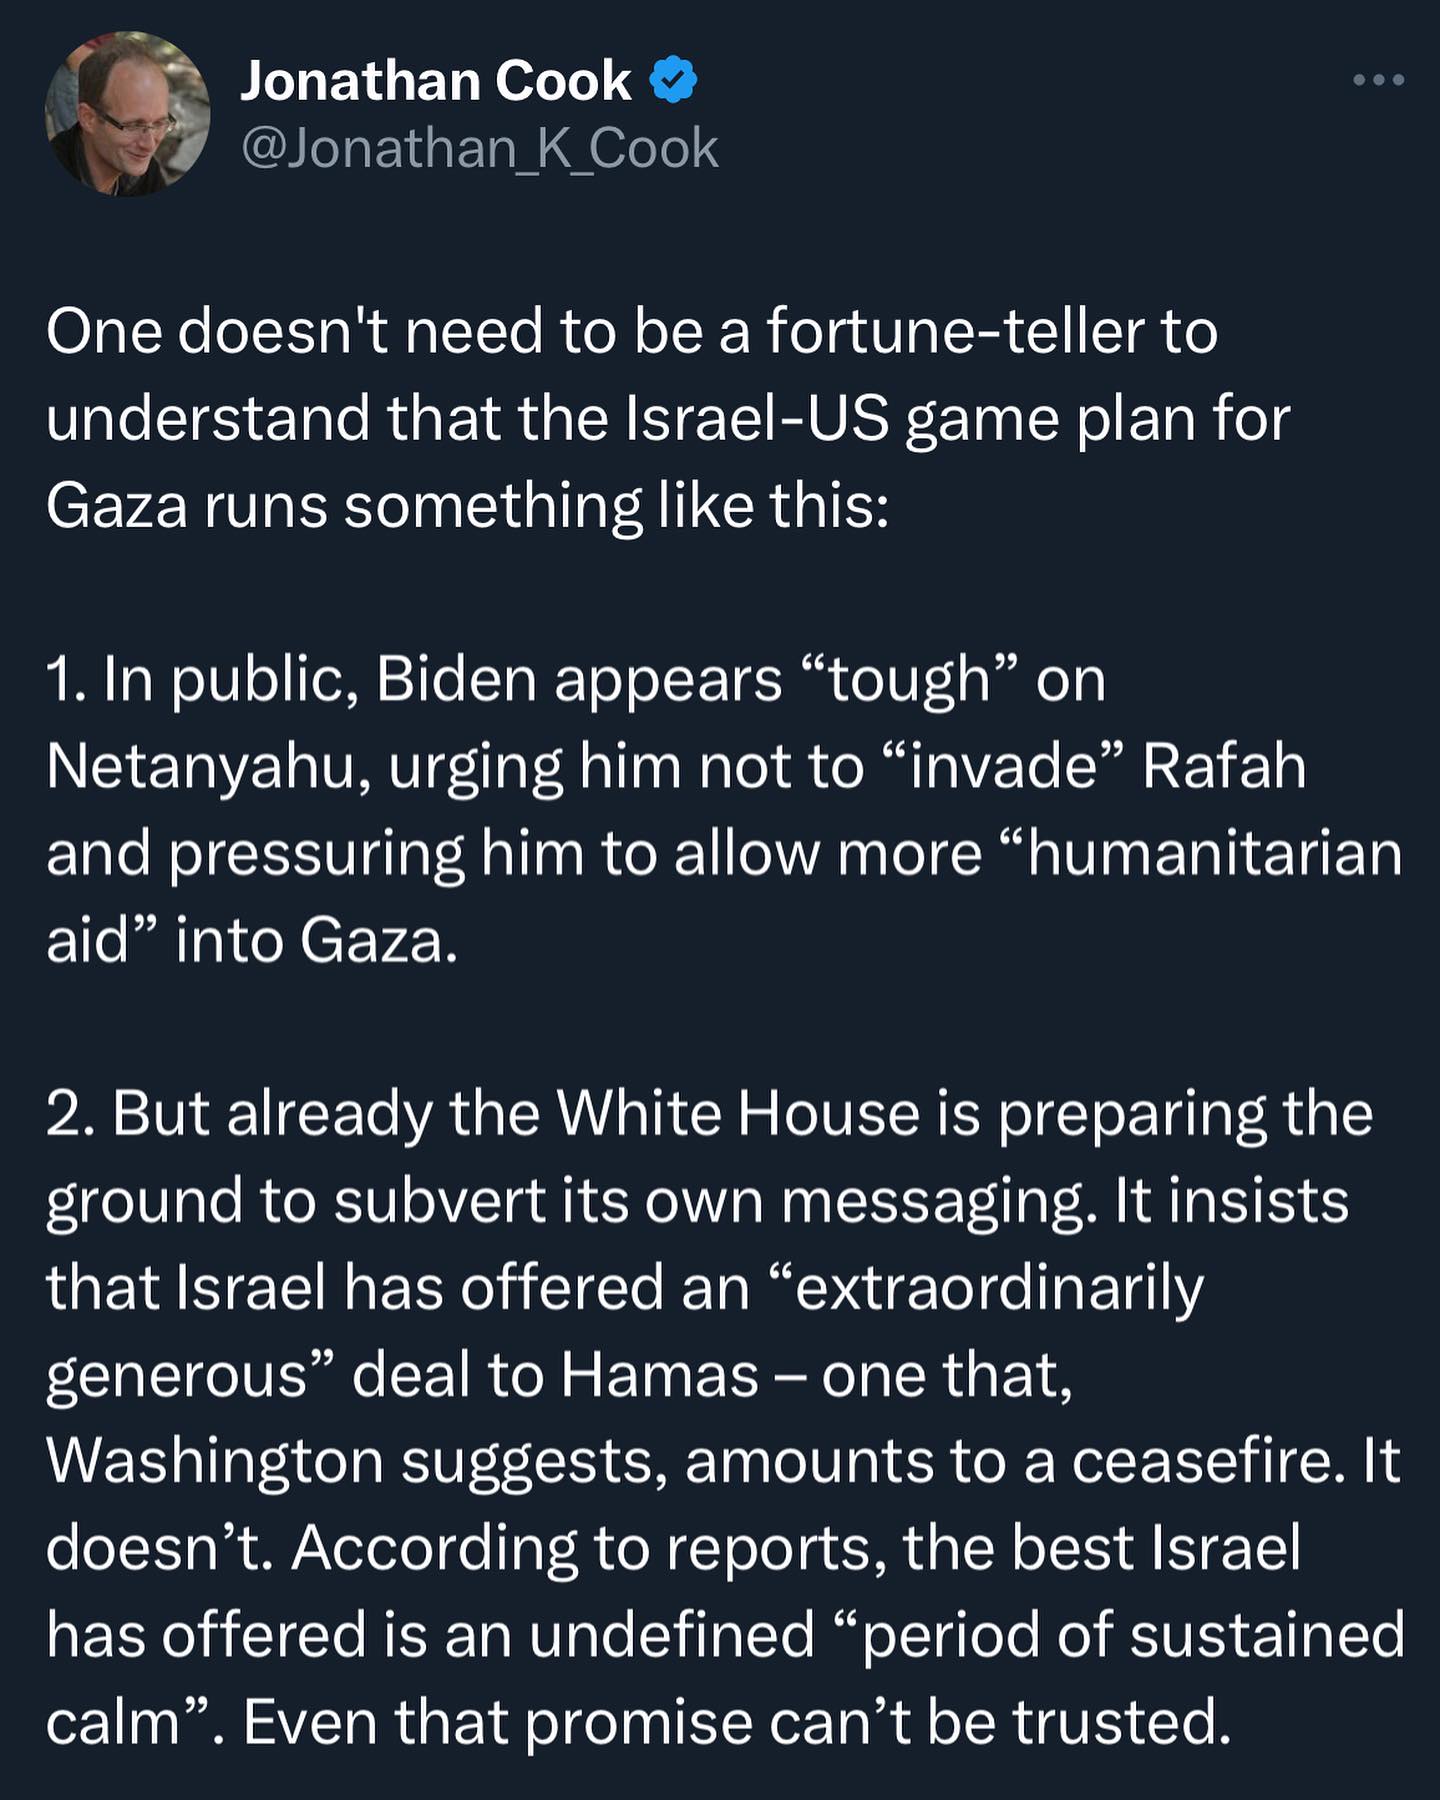 Jonathan Cook
@Jonathan_K_Cook
One doesn't need to be a fortune-teller to
understand that the Israel-US game plan for
Gaza runs something like this:
1. In public, Biden appears “tough” on
Netanyahu, urging him not to “invade” Rafah
and pressuring him to allow more “humanitarian
aid” into Gaza.
2. But already the White House is preparing the
ground to subvert its own messaging. It insists
that Israel has offered an “extraordinarily
generous” deal to Hamas – one that,
Washington suggests, amounts to a ceasefire. It
doesn’t. According to reports, the best Israel
has offered is an undefined “period of sustained
calm”. Even that promise can’t be trusted.